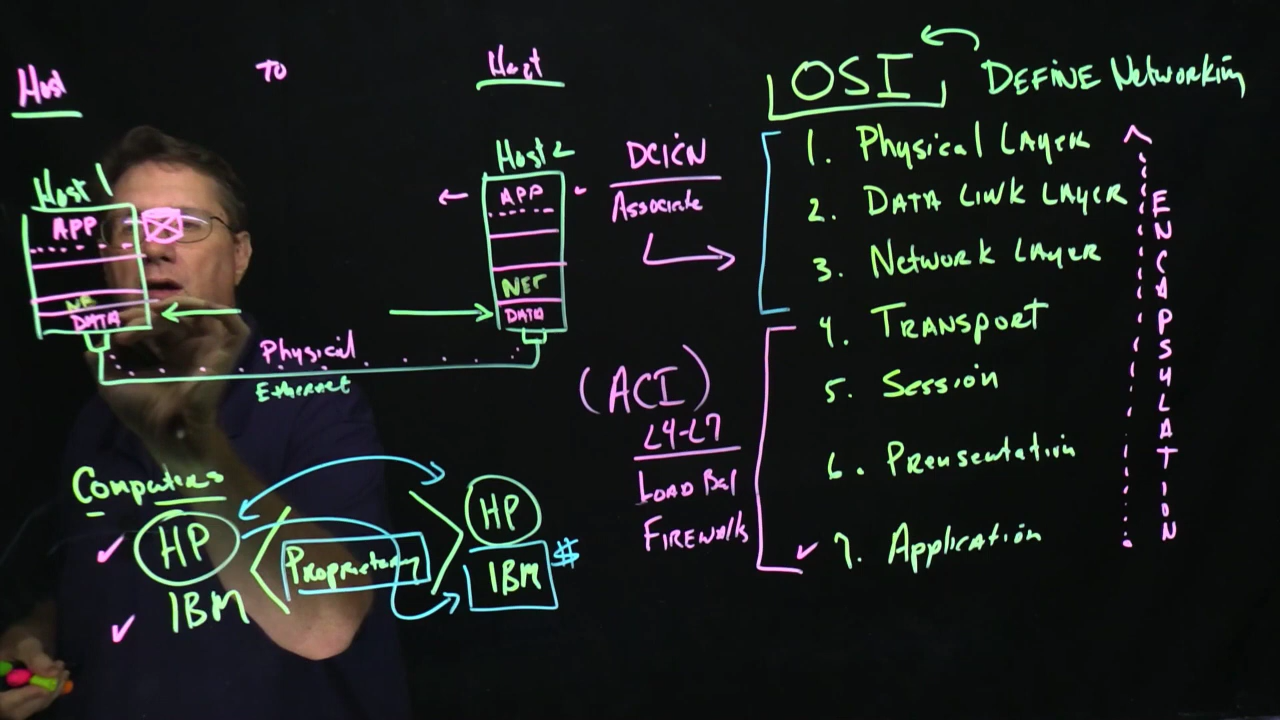 Host TO Host
Host 1
APP
DATA
Host 2
APP
NET
DATA
Physical
Ethernet
Computers
HP
IBM
Proprietary
HP
IBM $
DCICN
Associate
(ACI)
L4-L7
LOAD Bal
FIREWAlls
OSI
DEFINE Networking
1. Physical LAyER
2. DATA LINK LAYER
3. Network LAyER
4. TRANSPORT
5. Session
6. Prensentation
7. Application
ENCAPSULATION